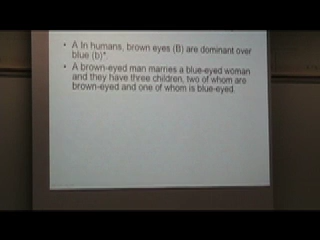 • A In humans, brown eyes (B) are dominant over
blue (b)*.
• A brown-eyed man marries a blue-eyed woman
and they have three children, two of whom are
brown-eyed and one of whom is blue-eyed.